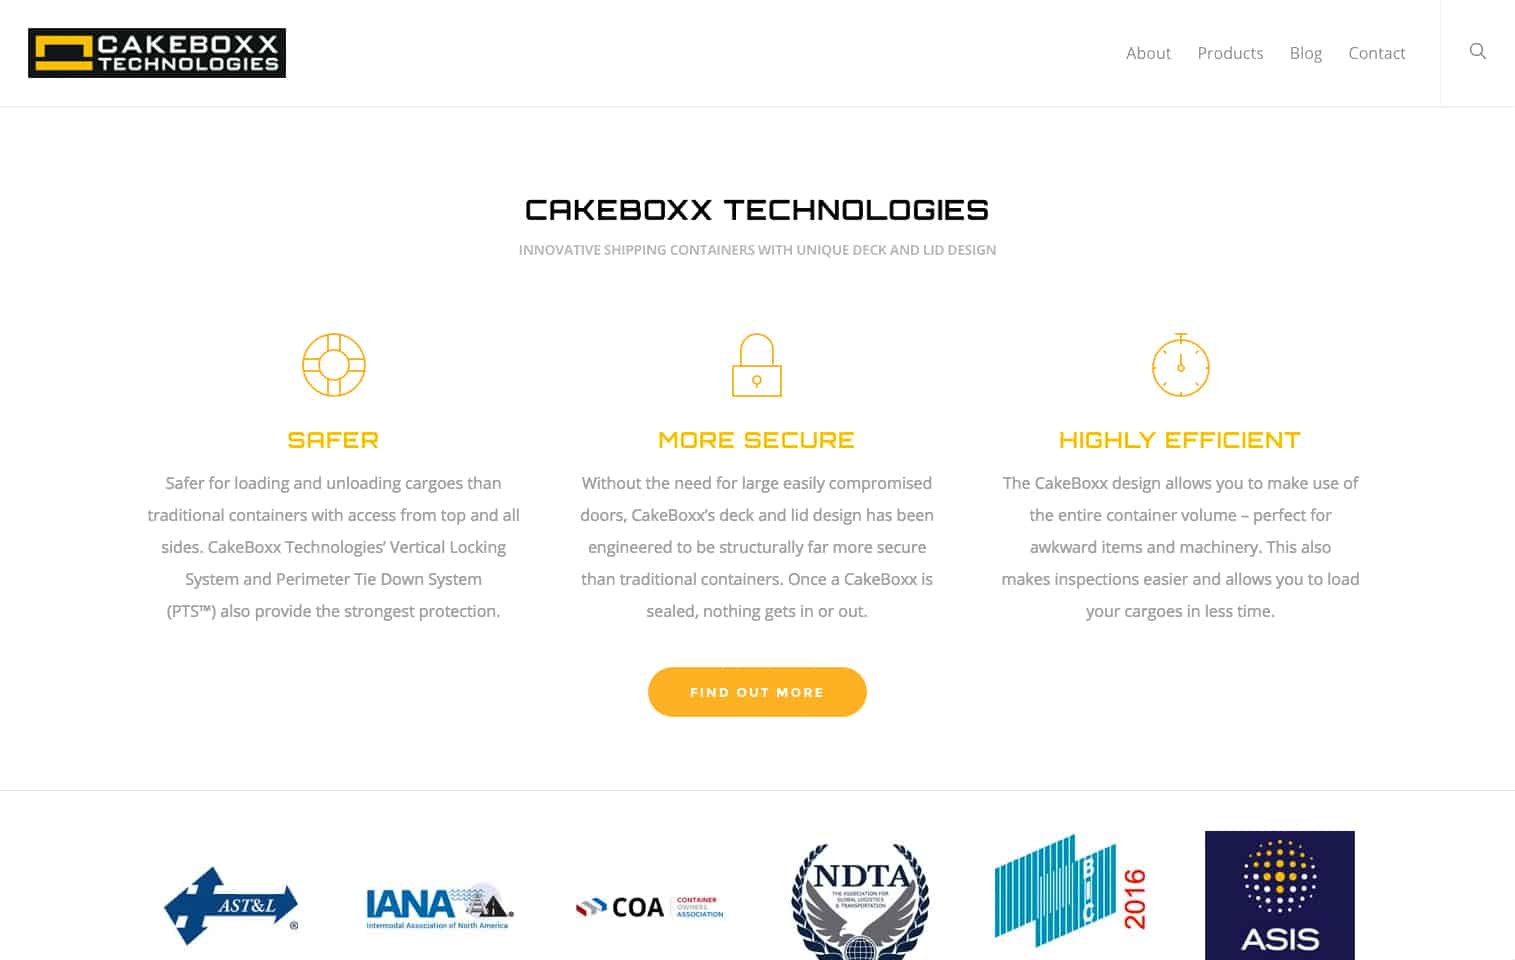 CAKEBOXX
TECHNOLOGIES
About Products Blog Contact
CAKEBOXX TECHNOLOGIES
INNOVATIVE SHIPPING CONTAINERS WITH UNIQUE DECK AND LID DESIGN
SAFER
Safer for loading and unloading cargoes than
traditional containers with access from top and all
sides. CakeBoxx Technologies’ Vertical Locking
System and Perimeter Tie Down System
(PTS™) also provide the strongest protection.
MORE SECURE
Without the need for large easily compromised
doors, CakeBoxx’s deck and lid design has been
engineered to be structurally far more secure
than traditional containers. Once a CakeBoxx is
sealed, nothing gets in or out.
HIGHLY EFFICIENT
The CakeBoxx design allows you to make use of
the entire container volume – perfect for
awkward items and machinery. This also
makes inspections easier and allows you to load
your cargoes in less time.
FIND OUT MORE
AST&L
®
IANA
Intermodal Association of North America
COA
CONTAINER
OWNERS
ASSOCIATION
NDTA
THE ASSOCIATION FOR
GLOBAL LOGISTICS
& TRANSPORTATION
BIC
2016
ASIS